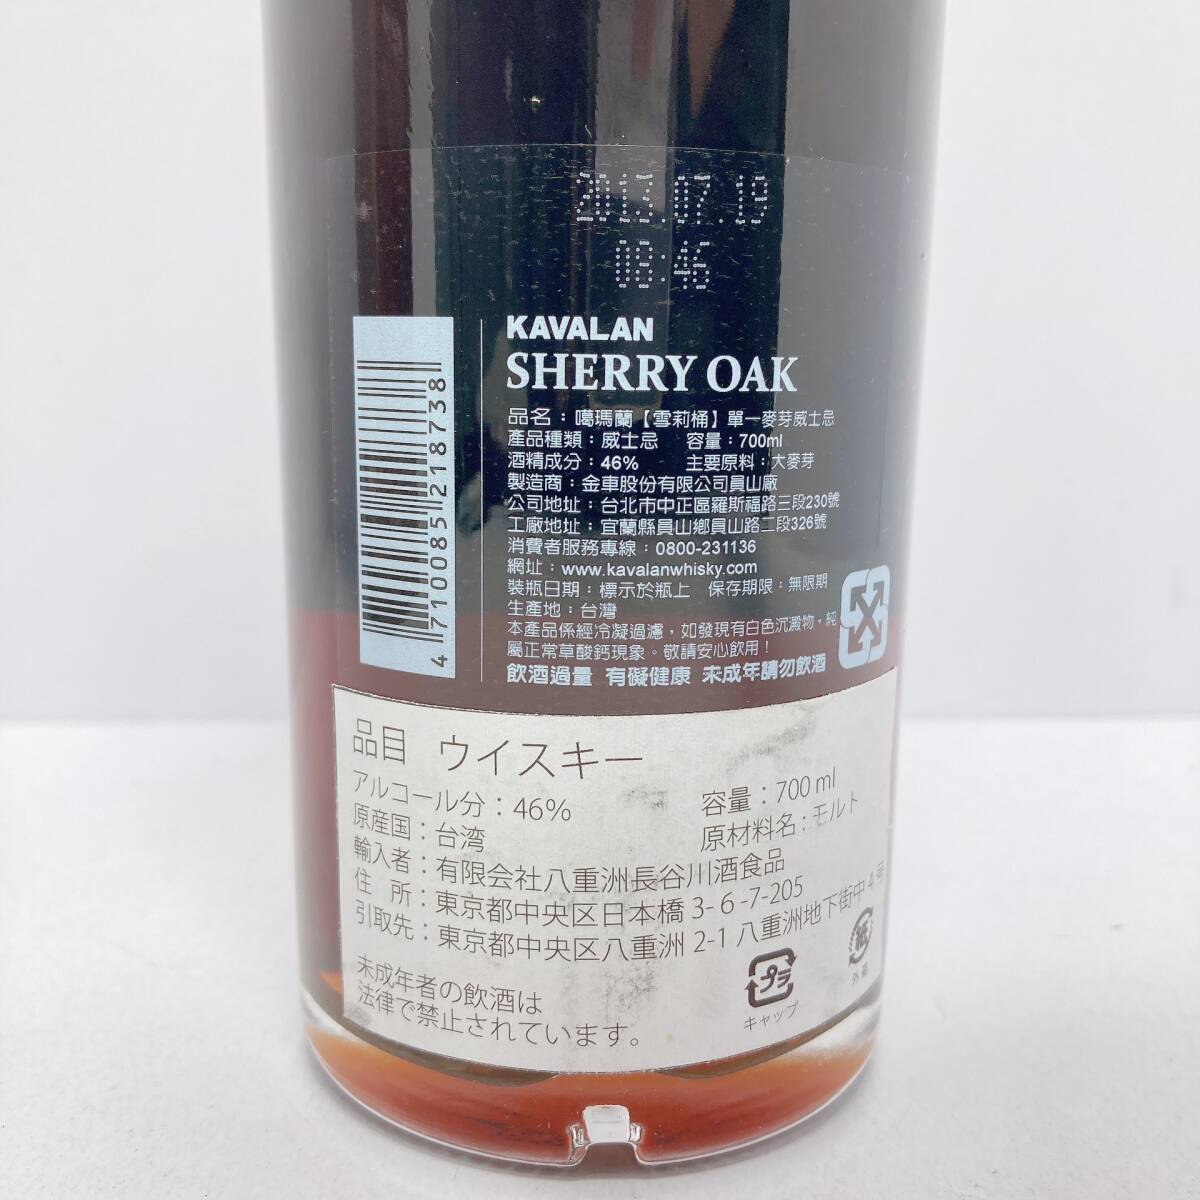 2013.07.19
08:46
KAVALAN
SHERRY OAK
品名：噶瑪蘭【雪莉桶】單一麥芽威士忌
產品種類：威士忌 容量：700ml
酒精成分：46% 主要原料：大麥芽
製造商：金車股份有限公司員山廠
公司地址：台北市中正區羅斯福路三段230號
工廠地址：宜蘭縣員山鄉員山路二段326號
消費者服務專線：0800-231136
網址：www.kavalanwhisky.com
裝瓶日期：標示於瓶上 保存期限：無限期
生產地：台灣
本產品係經冷凝過濾，如發現有白色沉澱物，純
屬正常草酸鈣現象。敬請安心飲用！
飲酒過量 有礙健康 未成年請勿飲酒
4 710085 218738
品目 ウイスキー
アルコール分：46% 容量：700 ml
原産国：台湾 原材料名：モルト
輸入者：有限会社八重洲長谷川酒食品
住 所：東京都中央区日本橋 3-6-7-205
引取先：東京都中央区八重洲 2-1 八重洲地下街中 4 号
未成年者の飲酒は
法律で禁止されています。
プラ
キャップ
紙
外箱